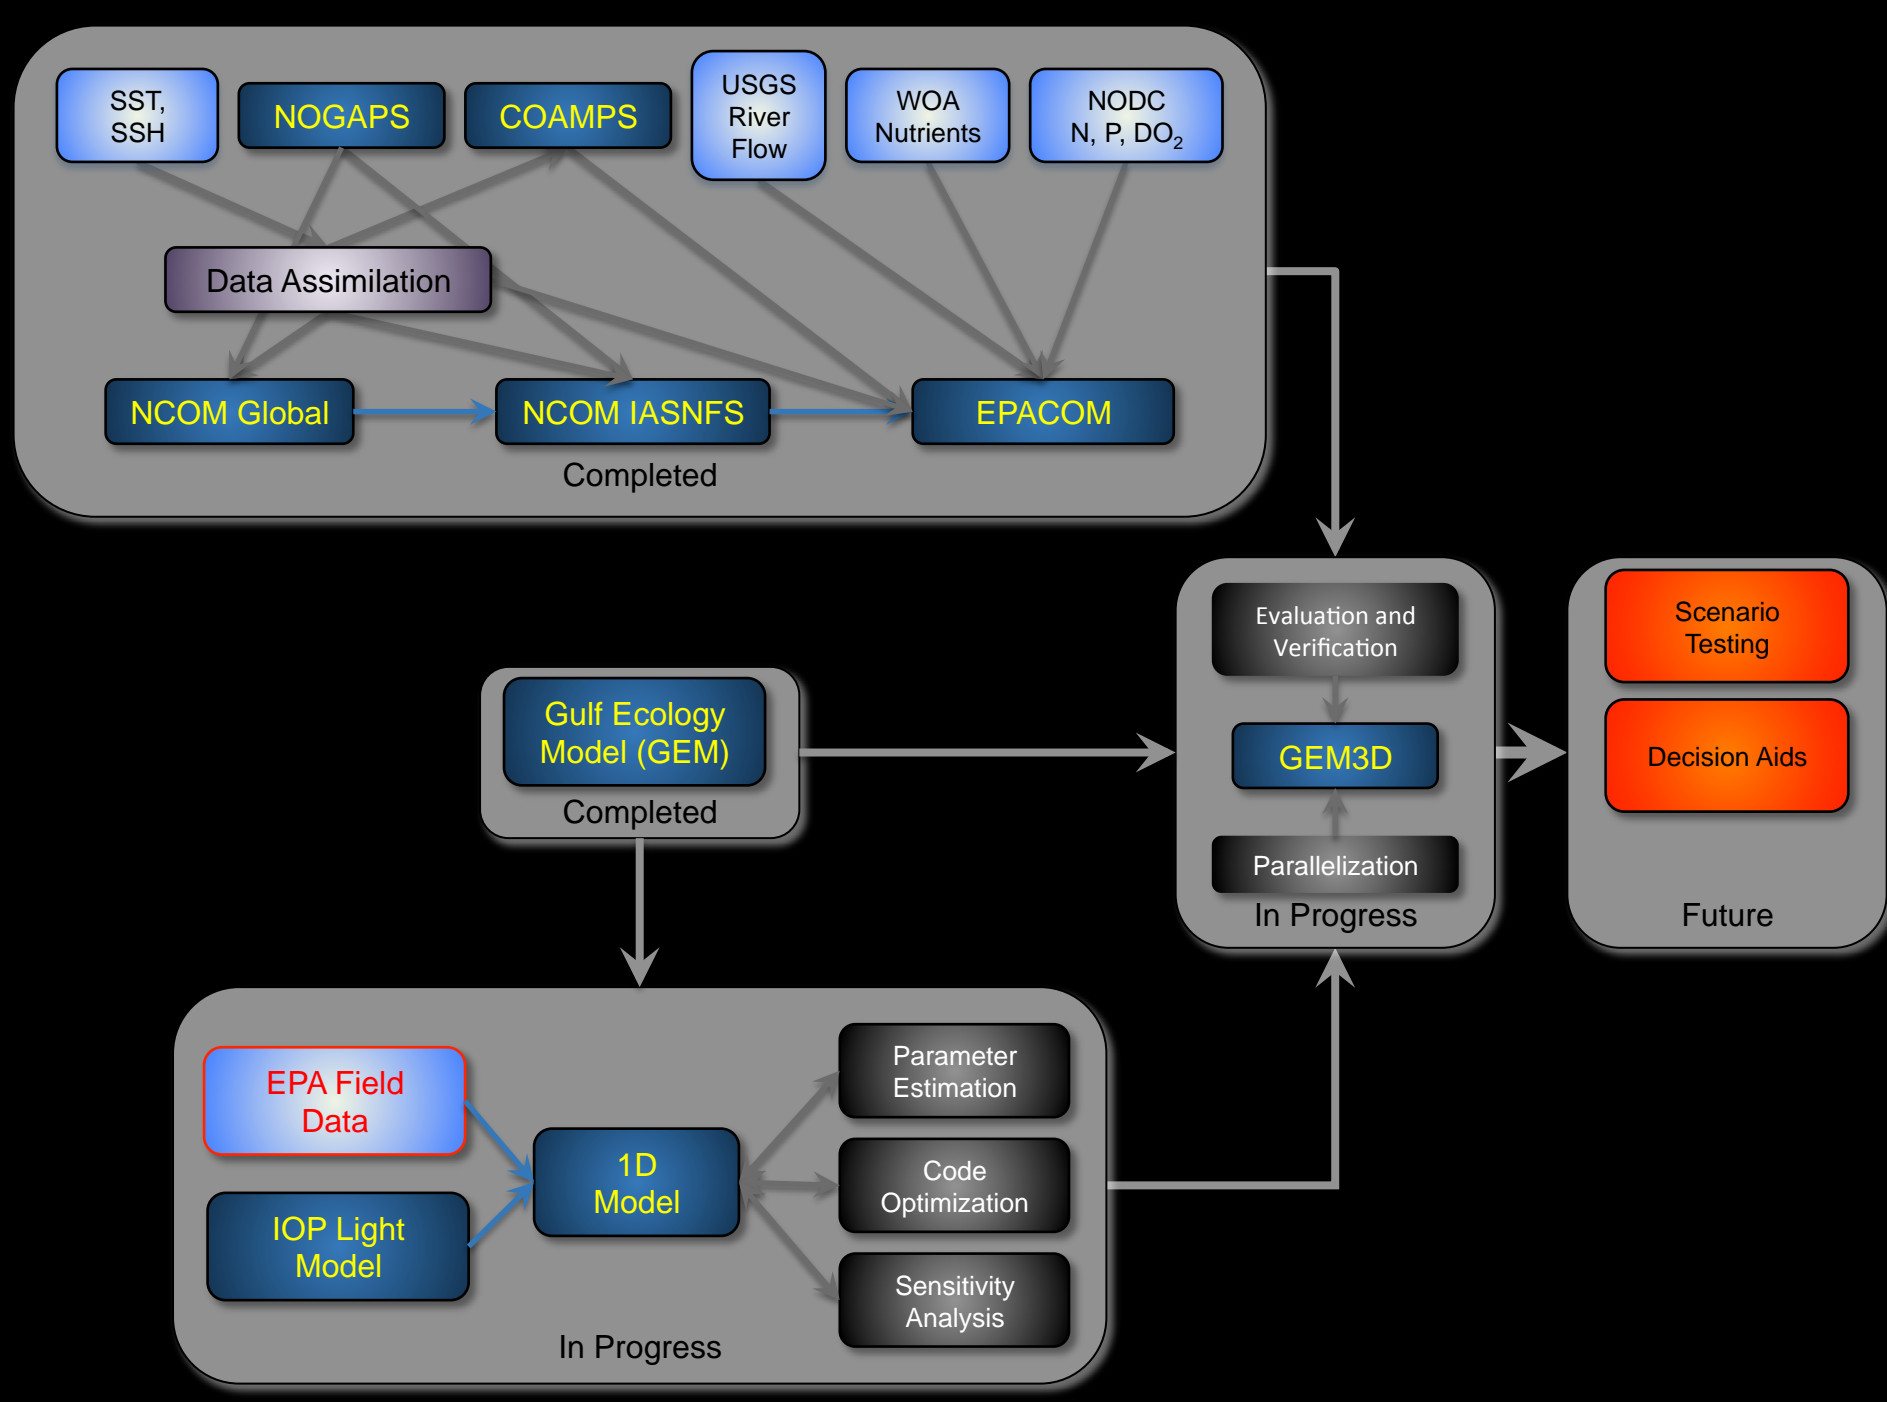 SST,
SSH
NOGAPS
COAMPS
USGS
River
Flow
WOA
Nutrients
NODC
N, P, DO₂
Data Assimilation
NCOM Global
NCOM IASNFS
EPACOM
Completed
Gulf Ecology
Model (GEM)
Completed
Evaluation and
Verification
GEM3D
Parallelization
In Progress
Scenario
Testing
Decision Aids
Future
EPA Field
Data
IOP Light
Model
1D
Model
Parameter
Estimation
Code
Optimization
Sensitivity
Analysis
In Progress